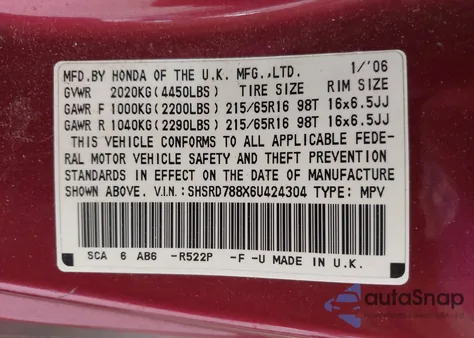 MFD.BY HONDA OF THE U.K. MFG.,LTD. 1/'06
GVWR 2020KG(4450LBS) TIRE SIZE RIM SIZE
GAWR F 1000KG(2200LBS) 215/65R16 98T 16x6.5JJ
GAWR R 1040KG(2290LBS) 215/65R16 98T 16x6.5JJ
THIS VEHICLE CONFORMS TO ALL APPLICABLE FEDE-
RAL MOTOR VEHICLE SAFETY AND THEFT PREVENTION
STANDARDS IN EFFECT ON THE DATE OF MANUFACTURE
SHOWN ABOVE. V.I.N.: SHSRD788X6U424304 TYPE: MPV
SCA 6 AB6 -R522P -F -U MADE IN U.K.
autoSnap